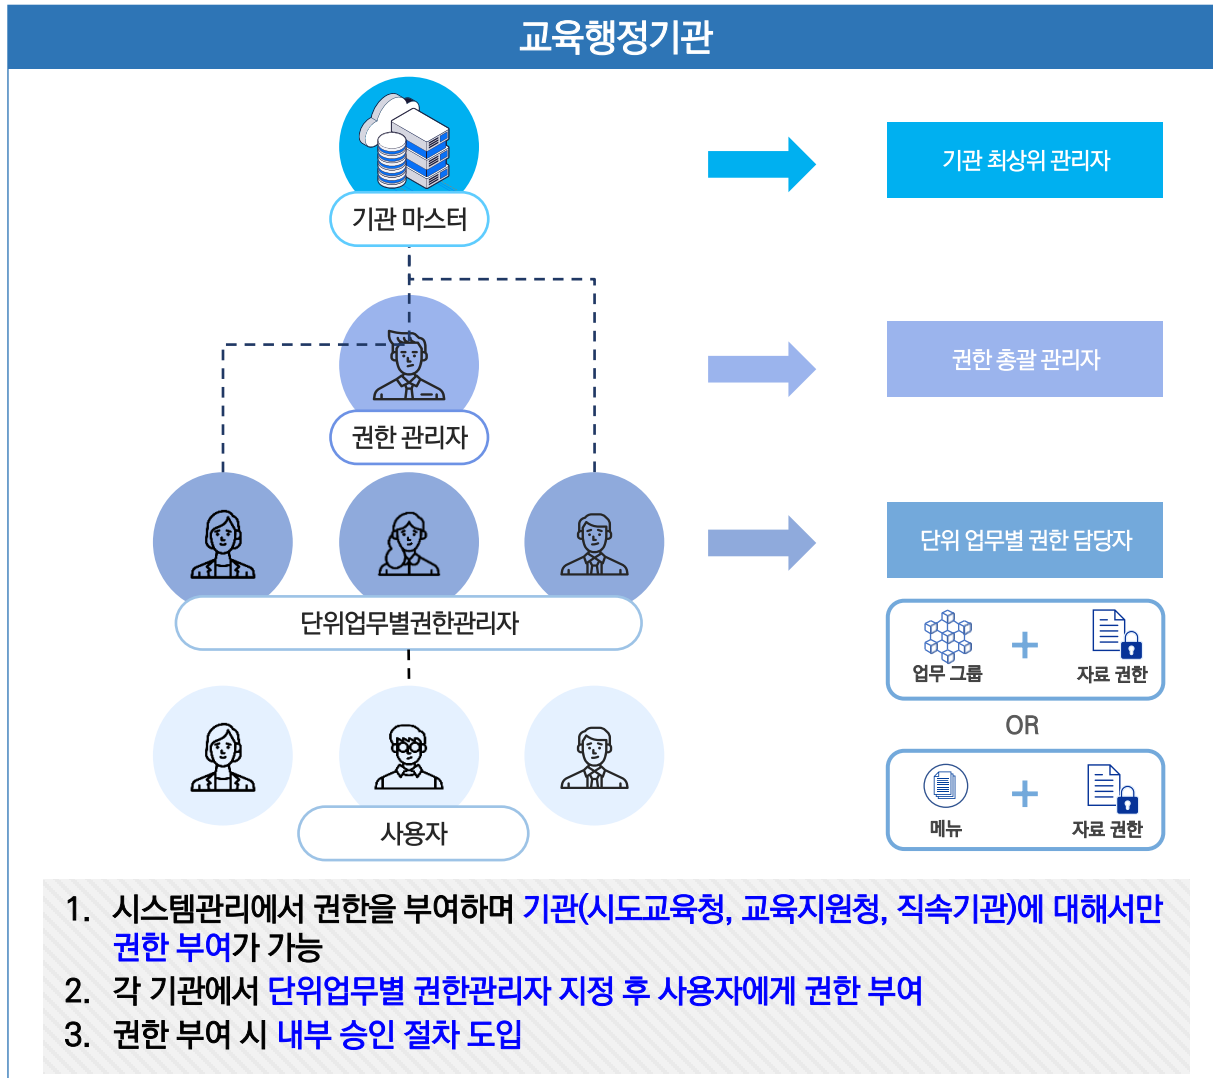 교육행정기관
기관 마스터
기관 최상위 관리자
권한 관리자
권한 총괄 관리자
단위업무별권한관리자
단위 업무별 권한 담당자
업무 그룹
+
자료 권한
OR
메뉴
+
자료 권한
사용자
1. 시스템관리에서 권한을 부여하며 기관(시도교육청, 교육지원청, 직속기관)에 대해서만
권한 부여가 가능
2. 각 기관에서 단위업무별 권한관리자 지정 후 사용자에게 권한 부여
3. 권한 부여 시 내부 승인 절차 도입